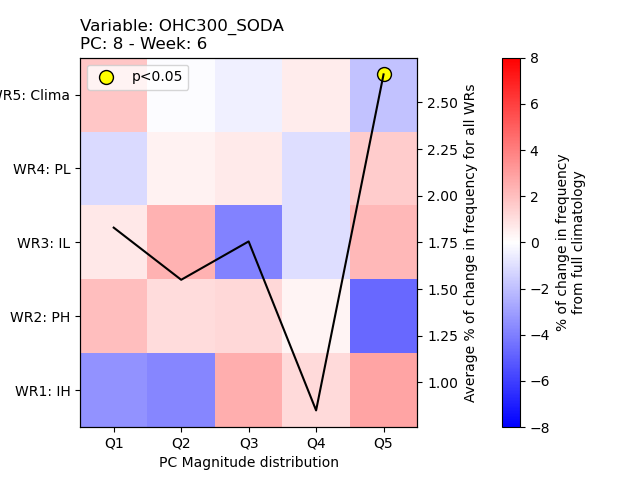 Variable: OHC300_SODA
PC: 8 - Week: 6
p<0.05
WR5: Clima
WR4: PL
WR3: IL
WR2: PH
WR1: IH
Q1 Q2 Q3 Q4 Q5
PC Magnitude distribution
2.50
2.25
2.00
1.75
1.50
1.25
1.00
Average % of change in frequency for all WRs
8
6
4
2
0
−2
−4
−6
−8
% of change in frequency
from full climatology